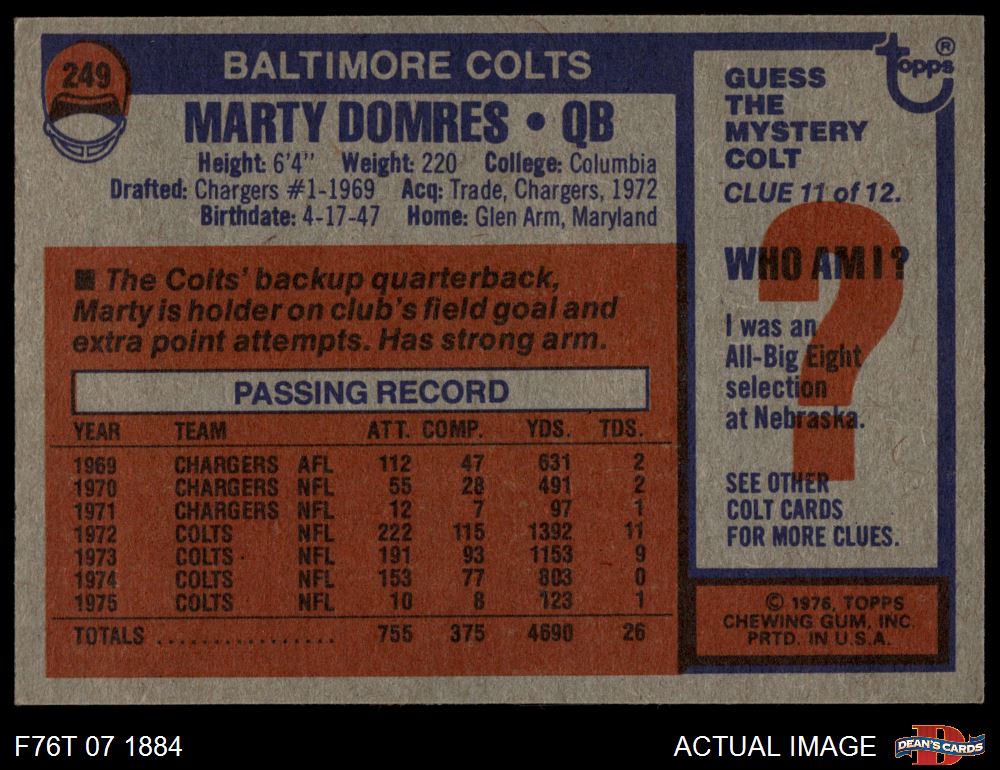 249
BALTIMORE COLTS
MARTY DOMRES • QB
Height: 6'4" Weight: 220 College: Columbia
Drafted: Chargers #1-1969 Acq: Trade, Chargers, 1972
Birthdate: 4-17-47 Home: Glen Arm, Maryland
■ The Colts' backup quarterback,
Marty is holder on club's field goal and
extra point attempts. Has strong arm.
PASSING RECORD
YEAR TEAM ATT. COMP. YDS. TDS.
1969 CHARGERS AFL 112 47 631 2
1970 CHARGERS NFL 55 28 491 2
1971 CHARGERS NFL 12 7 97 1
1972 COLTS NFL 222 115 1392 11
1973 COLTS NFL 191 93 1153 9
1974 COLTS NFL 153 77 803 0
1975 COLTS NFL 10 8 123 1
TOTALS ................. 755 375 4690 26
topps ®
GUESS
THE
MYSTERY
COLT
CLUE 11 of 12.
?
WHO AM I?
I was an
All-Big Eight
selection
at Nebraska.
SEE OTHER
COLT CARDS
FOR MORE CLUES.
© 1976, TOPPS
CHEWING GUM, INC.
PRTD. IN U.S.A.
F76T 07 1884
ACTUAL IMAGE
D
DEAN'S CARDS